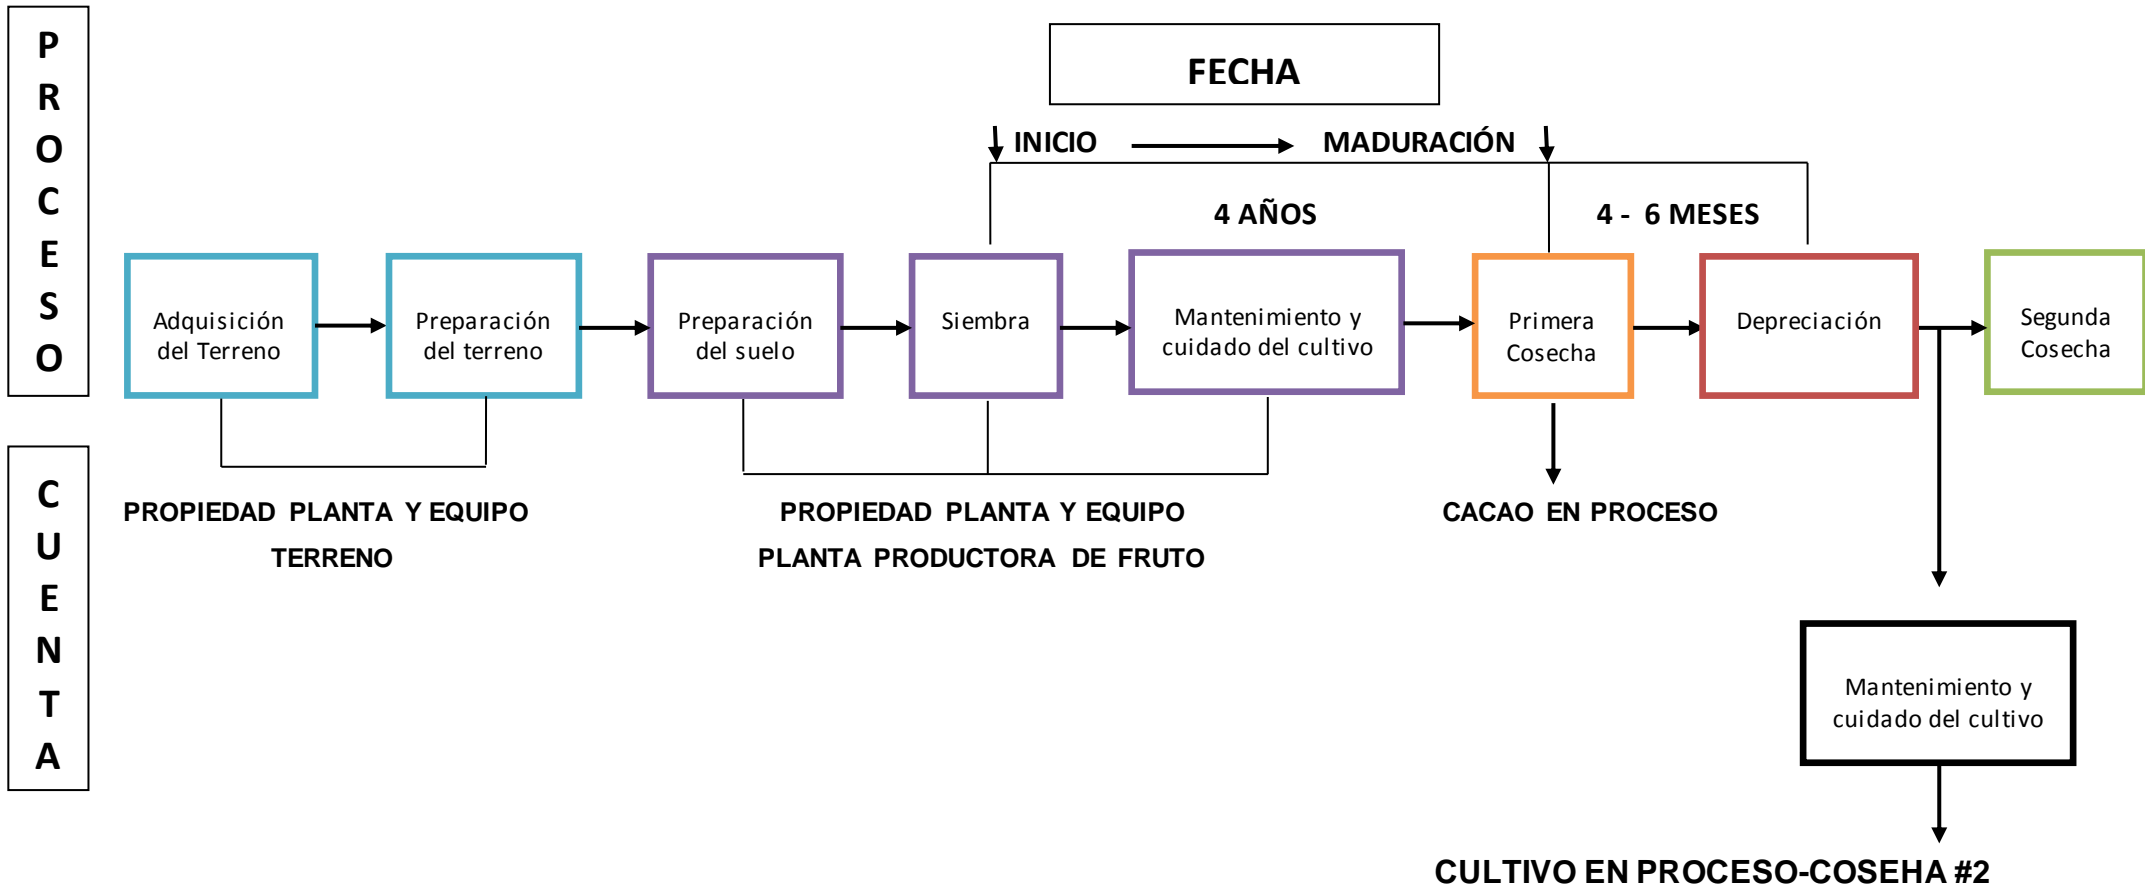 PROCESO
FECHA
INICIO
MADURACIÓN
4 AÑOS
4 - 6 MESES
Adquisición
del Terreno
Preparación
del terreno
Preparación
del suelo
Siembra
Mantenimiento y
cuidado del cultivo
Primera
Cosecha
Depreciación
Segunda
Cosecha
CUENTA
PROPIEDAD PLANTA Y EQUIPO
TERRENO
PROPIEDAD PLANTA Y EQUIPO
PLANTA PRODUCTORA DE FRUTO
CACAO EN PROCESO
Mantenimiento y
cuidado del cultivo
CULTIVO EN PROCESO-COSEHA #2